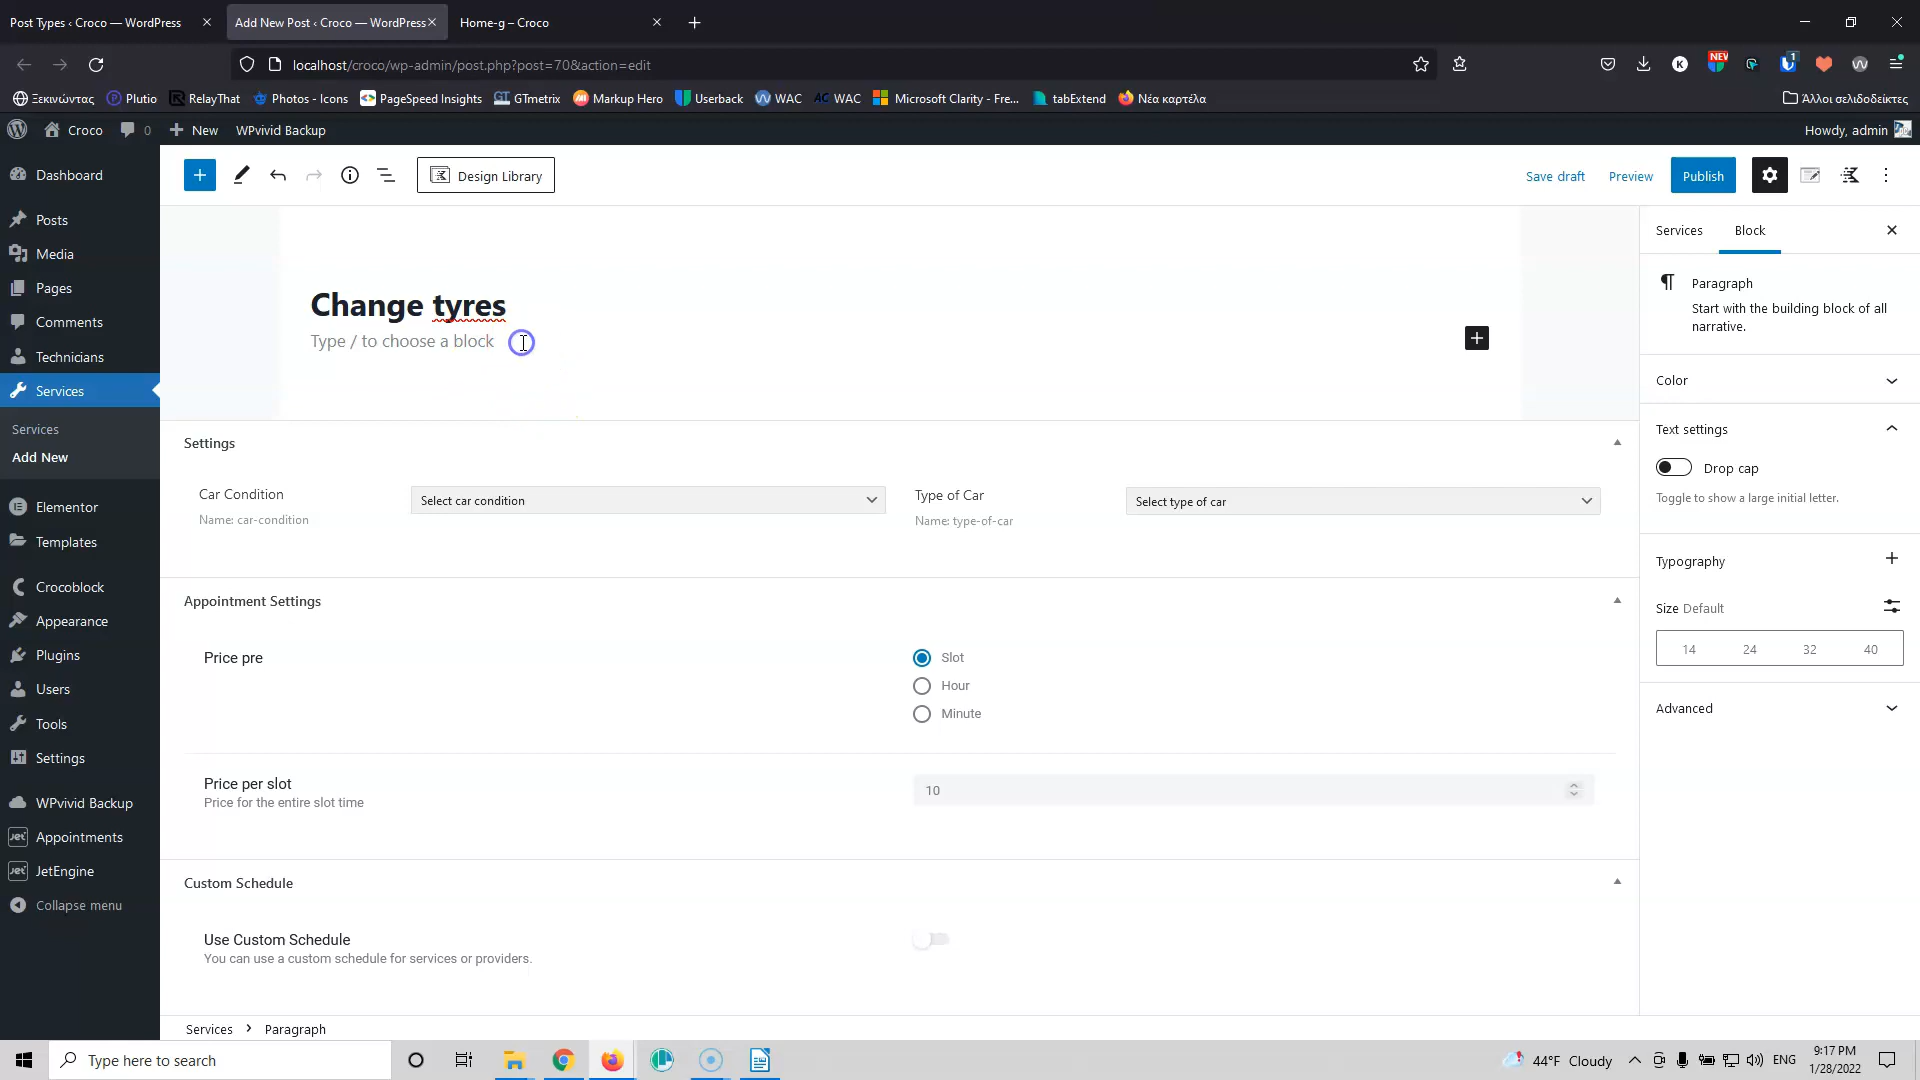 Post Types ‹ Croco — WordPress
Add New Post ‹ Croco — WordPress
Home-g – Croco
localhost/croco/wp-admin/post.php?post=70&action=edit
NEW
1
Ξεκινώντας
Plutio
RelayThat
Photos - Icons
PageSpeed Insights
GTmetrix
Markup Hero
Userback
WAC
WAC
Microsoft Clarity - Fre...
tabExtend
Νέα καρτέλα
Άλλοι σελιδοδείκτες
Croco
0
New
WPvivid Backup
Howdy, admin
Dashboard
Posts
Media
Pages
Comments
Technicians
Services
Services
Add New
Elementor
Templates
Crocoblock
Appearance
Plugins
Users
Tools
Settings
WPvivid Backup
Appointments
JetEngine
Collapse menu
Design Library
Save draft
Preview
Publish
Change tyres
Type / to choose a block
Settings
Car Condition
Name: car-condition
Select car condition
Type of Car
Name: type-of-car
Select type of car
Appointment Settings
Price pre
Slot
Hour
Minute
Price per slot
Price for the entire slot time
10
Custom Schedule
Use Custom Schedule
You can use a custom schedule for services or providers.
Services
Paragraph
Services
Block
Paragraph
Start with the building block of all
narrative.
Color
Text settings
Drop cap
Toggle to show a large initial letter.
Typography
Size Default
14
24
32
40
Advanced
Type here to search
44°F Cloudy
ENG
9:17 PM
1/28/2022